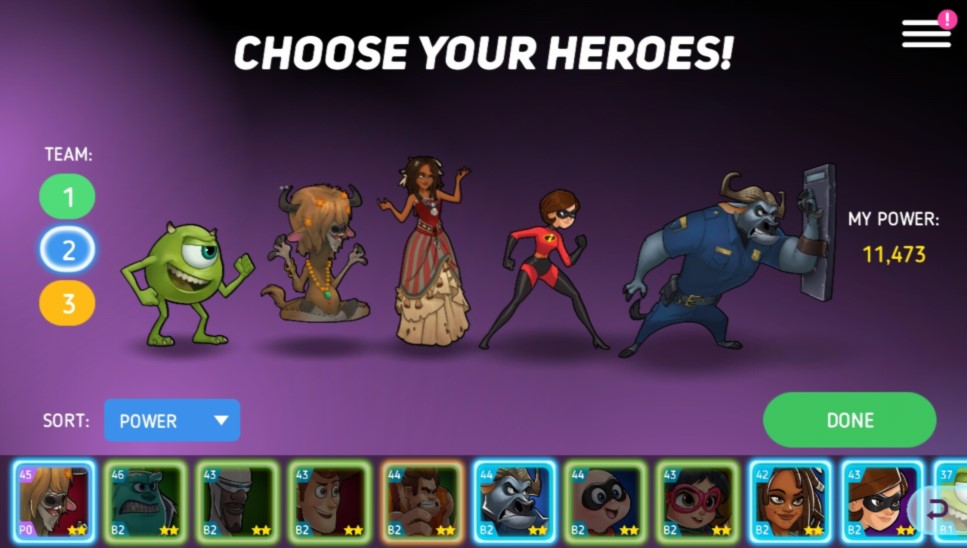 CHOOSE YOUR HEROES!
!
TEAM:
1
2
3
MY POWER:
11,473
SORT:
POWER
DONE
45
46
43
43
44
44
44
43
42
43
37
P0
B2
B2
B2
B2
B2
B2
B2
B2
B2
B1